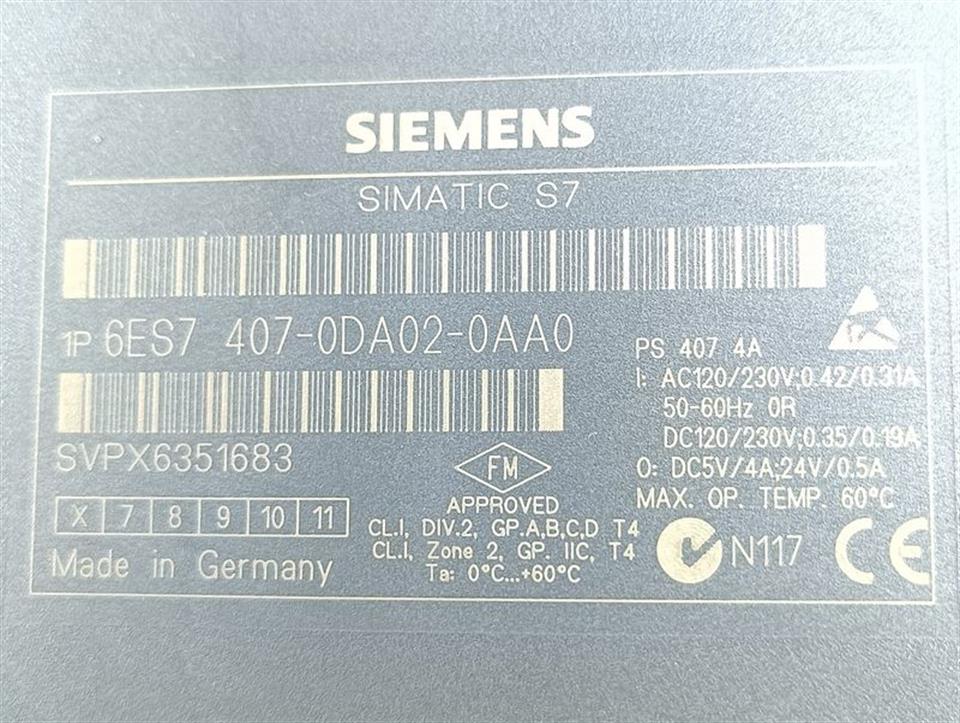 SIEMENS
SIMATIC S7
1P 6ES7 407-0DA02-0AA0
SVPX6351683
X 7 8 9 10 11
Made in Germany
FM
APPROVED
CL.I, DIV.2, GP.A,B,C,D T4
CL.I, Zone 2, GP. IIC, T4
Ta: 0°C...+60°C
PS 407 4A
I: AC120/230V;0.42/0.31A
50-60Hz OR
DC120/230V;0.35/0.19A
O: DC5V/4A;24V/0.5A
MAX. OP. TEMP. 60°C
N117
CE